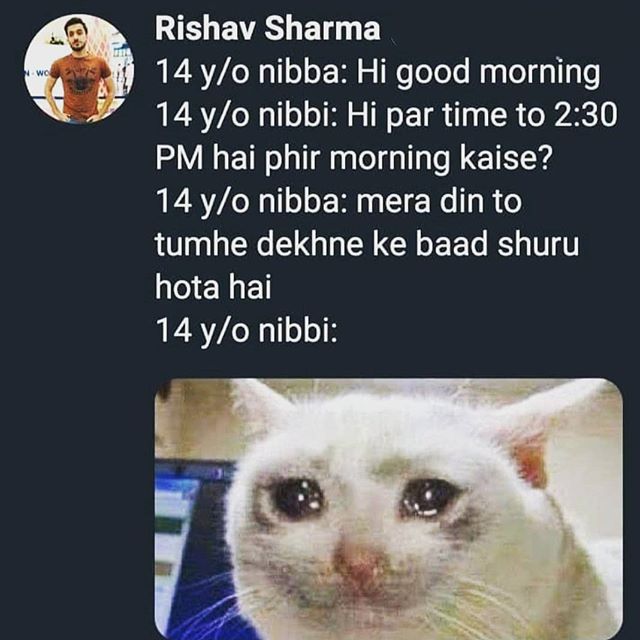 Rishav Sharma
14 y/o nibba: Hi good morning
14 y/o nibbi: Hi par time to 2:30
PM hai phir morning kaise?
14 y/o nibba: mera din to
tumhe dekhne ke baad shuru
hota hai
14 y/o nibbi: